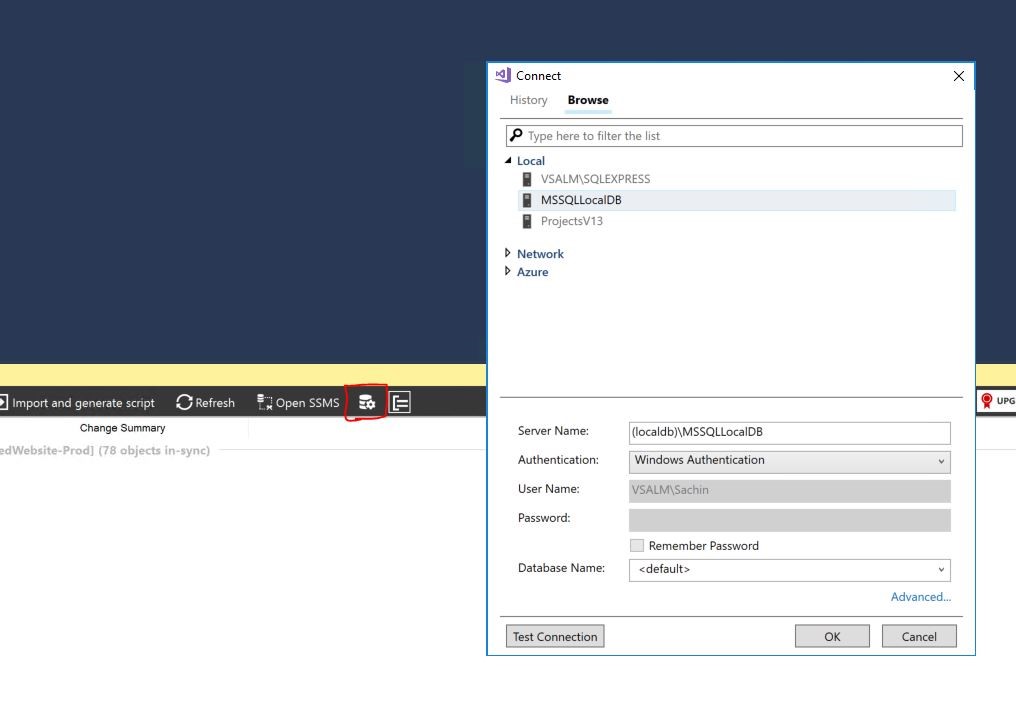 Connect
History Browse
Type here to filter the list
Local
VSALM\SQLEXPRESS
MSSQLLocalDB
ProjectsV13
Network
Azure
Import and generate script Refresh Open SSMS
UPG
Change Summary
edWebsite-Prod] (78 objects in-sync)
Server Name: (localdb)\MSSQLLocalDB
Authentication: Windows Authentication
User Name: VSALM\Sachin
Password:
Remember Password
Database Name: <default>
Advanced...
Test Connection OK Cancel